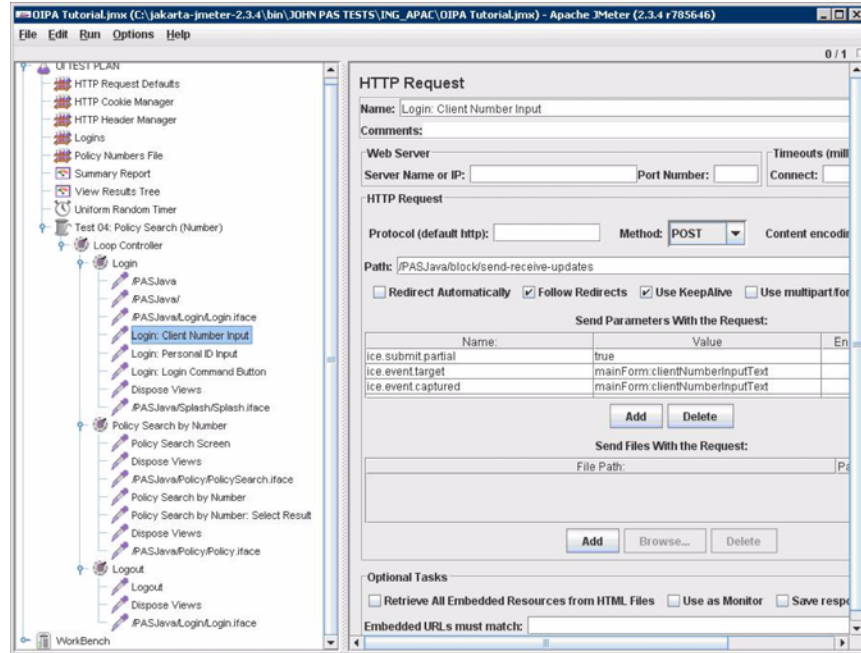 OIPA Tutorial.jmx (C:\jakarta-jmeter-2.3.4\bin\JOHN PAS TESTS\ING_APAC\OIPA Tutorial.jmx) - Apache JMeter (2.3.4 r785646)
File Edit Run Options Help
0 / 1
UI TEST PLAN
HTTP Request Defaults
HTTP Cookie Manager
HTTP Header Manager
Logins
Policy Numbers File
Summary Report
View Results Tree
Uniform Random Timer
Test 04: Policy Search (Number)
Loop Controller
Login
/PASJava
/PASJava/
/PASJava/Login/Login.iface
Login: Client Number Input
Login: Personal ID Input
Login: Login Command Button
Dispose Views
/PASJava/Splash/Splash.iface
Policy Search by Number
Policy Search Screen
Dispose Views
/PASJava/Policy/PolicySearch.iface
Policy Search by Number
Policy Search by Number: Select Result
Dispose Views
/PASJava/Policy/Policy.iface
Logout
Logout
Dispose Views
/PASJava/Login/Login.iface
WorkBench
HTTP Request
Name: Login: Client Number Input
Comments:
Web Server Timeouts (mill
Server Name or IP: Port Number: Connect:
HTTP Request
Protocol (default http): Method: POST Content encodin
Path: /PASJava/block/send-receive-updates
Redirect Automatically Follow Redirects Use KeepAlive Use multipart/for
Send Parameters With the Request:
Name: Value En
ice.submit.partial true
ice.event.target mainForm:clientNumberInputText
ice.event.captured mainForm:clientNumberInputText
Add Delete
Send Files With the Request:
File Path: Pa
Add Browse... Delete
Optional Tasks
Retrieve All Embedded Resources from HTML Files Use as Monitor Save respo
Embedded URLs must match: